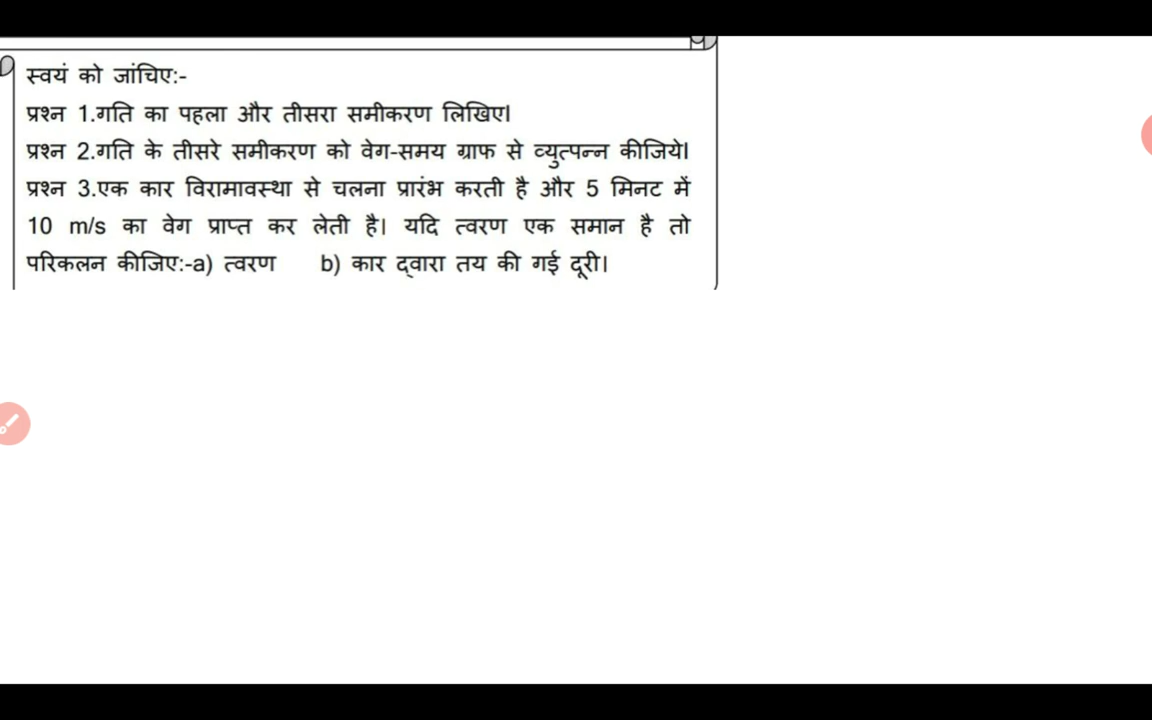 स्वयं को जांचिए:-
प्रश्न 1.गति का पहला और तीसरा समीकरण लिखिए।
प्रश्न 2.गति के तीसरे समीकरण को वेग-समय ग्राफ से व्युत्पन्न कीजिये।
प्रश्न 3.एक कार विरामावस्था से चलना प्रारंभ करती है और 5 मिनट में
10 m/s का वेग प्राप्त कर लेती है। यदि त्वरण एक समान है तो
परिकलन कीजिए:-a) त्वरण b) कार द्वारा तय की गई दूरी।